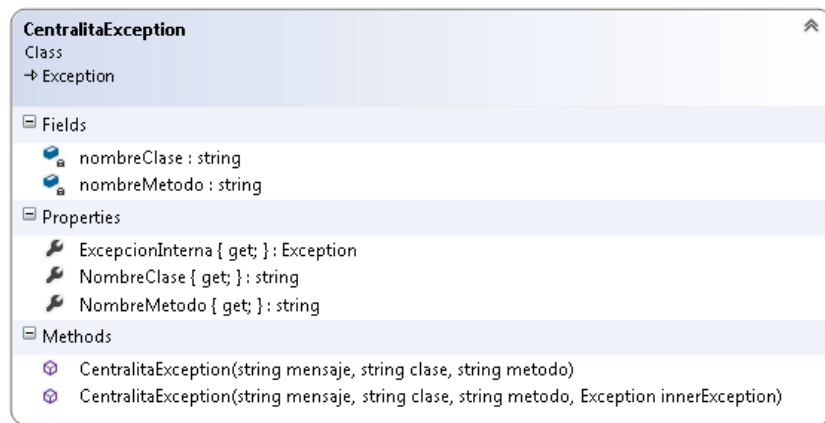 CentralitaException
Class
Exception
Fields
nombreClase : string
nombreMetodo : string
Properties
ExcepcionInterna { get; } : Exception
NombreClase { get; } : string
NombreMetodo { get; } : string
Methods
CentralitaException(string mensaje, string clase, string metodo)
CentralitaException(string mensaje, string clase, string metodo, Exception innerException)